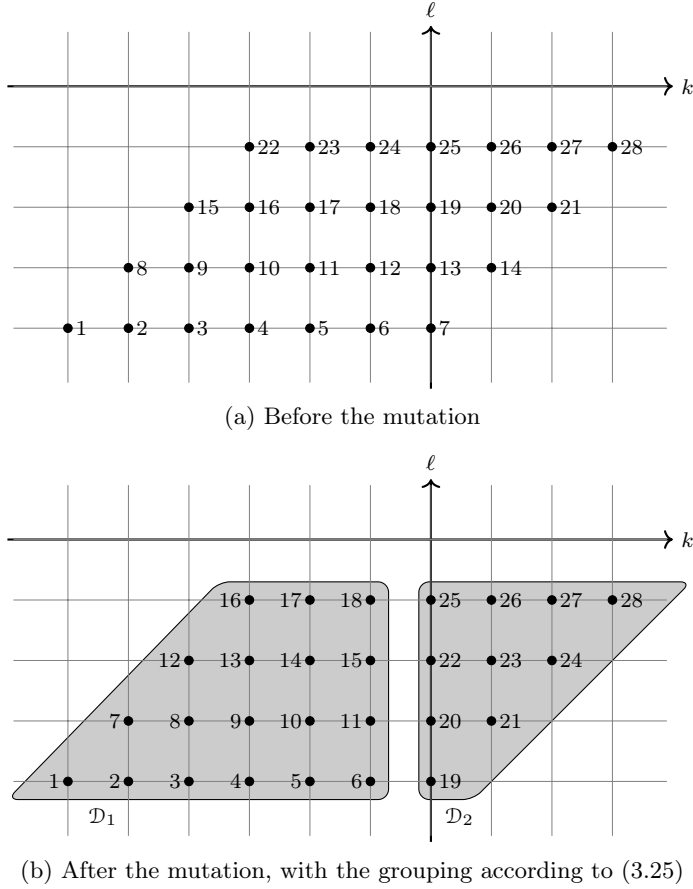 ℓ
k
22 23 24 25 26 27 28
15 16 17 18 19 20 21
8 9 10 11 12 13 14
1 2 3 4 5 6 7
(a) Before the mutation
ℓ
k
16 17 18 25 26 27 28
12 13 14 15 22 23 24
7 8 9 10 11 20 21
1 2 3 4 5 6 19
𝒟₁ 𝒟₂
(b) After the mutation, with the grouping according to (3.25)